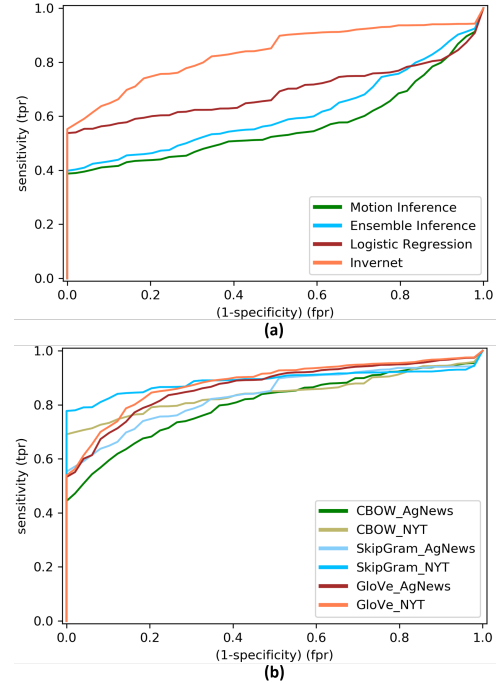 1.0
0.8
0.6
0.4
0.2
0.0
sensitivity (tpr)
Motion Inference
Ensemble Inference
Logistic Regression
Invernet
0.0 0.2 0.4 0.6 0.8 1.0
(1-specificity) (fpr)
(a)
1.0
0.8
0.6
0.4
0.2
0.0
sensitivity (tpr)
CBOW_AgNews
CBOW_NYT
SkipGram_AgNews
SkipGram_NYT
GloVe_AgNews
GloVe_NYT
0.0 0.2 0.4 0.6 0.8 1.0
(1-specificity) (fpr)
(b)